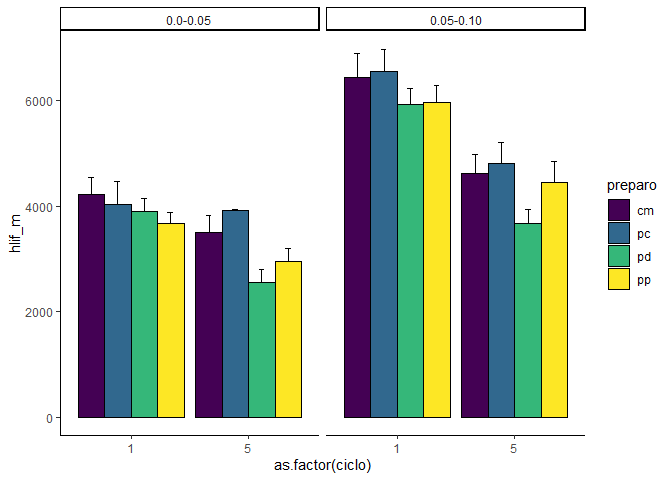 0.0-0.05
0.05-0.10
hlif_m
6000
4000
2000
0
1
5
1
5
as.factor(ciclo)
preparo
cm
pc
pd
pp